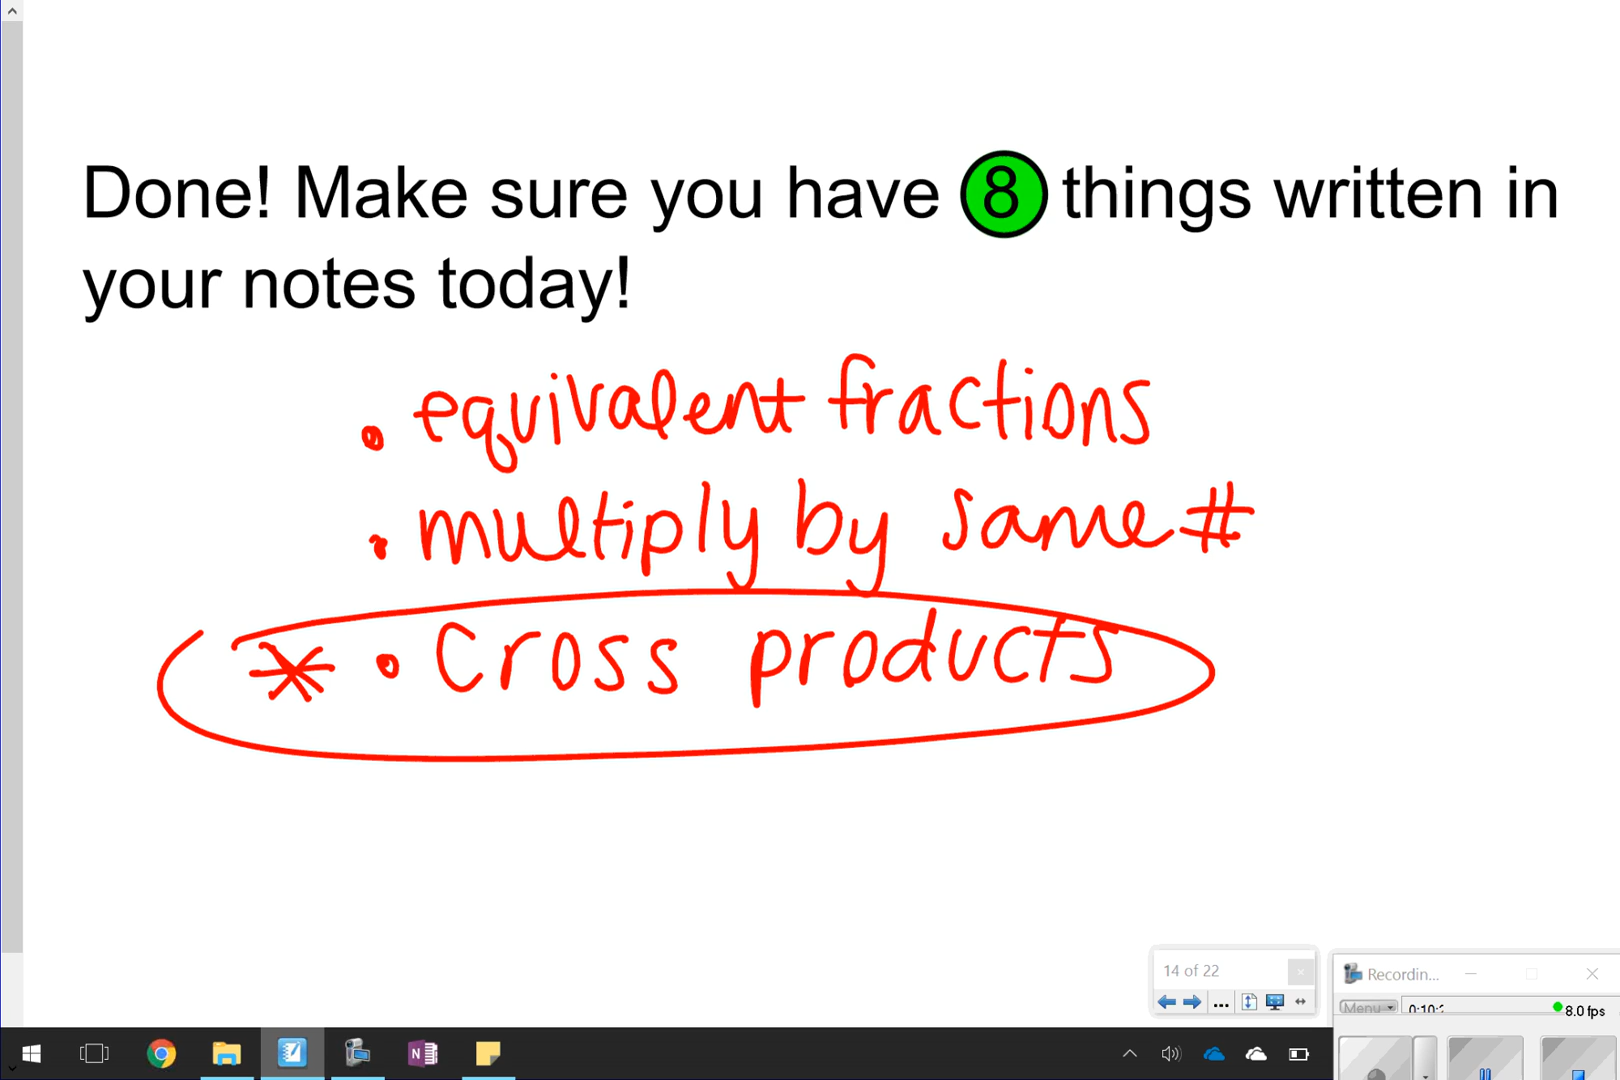 Done! Make sure you have 8 things written in
your notes today!
• equivalent fractions
• multiply by same #
* • Cross products
14 of 22
Recordin...
Menu
8.0 fps
N